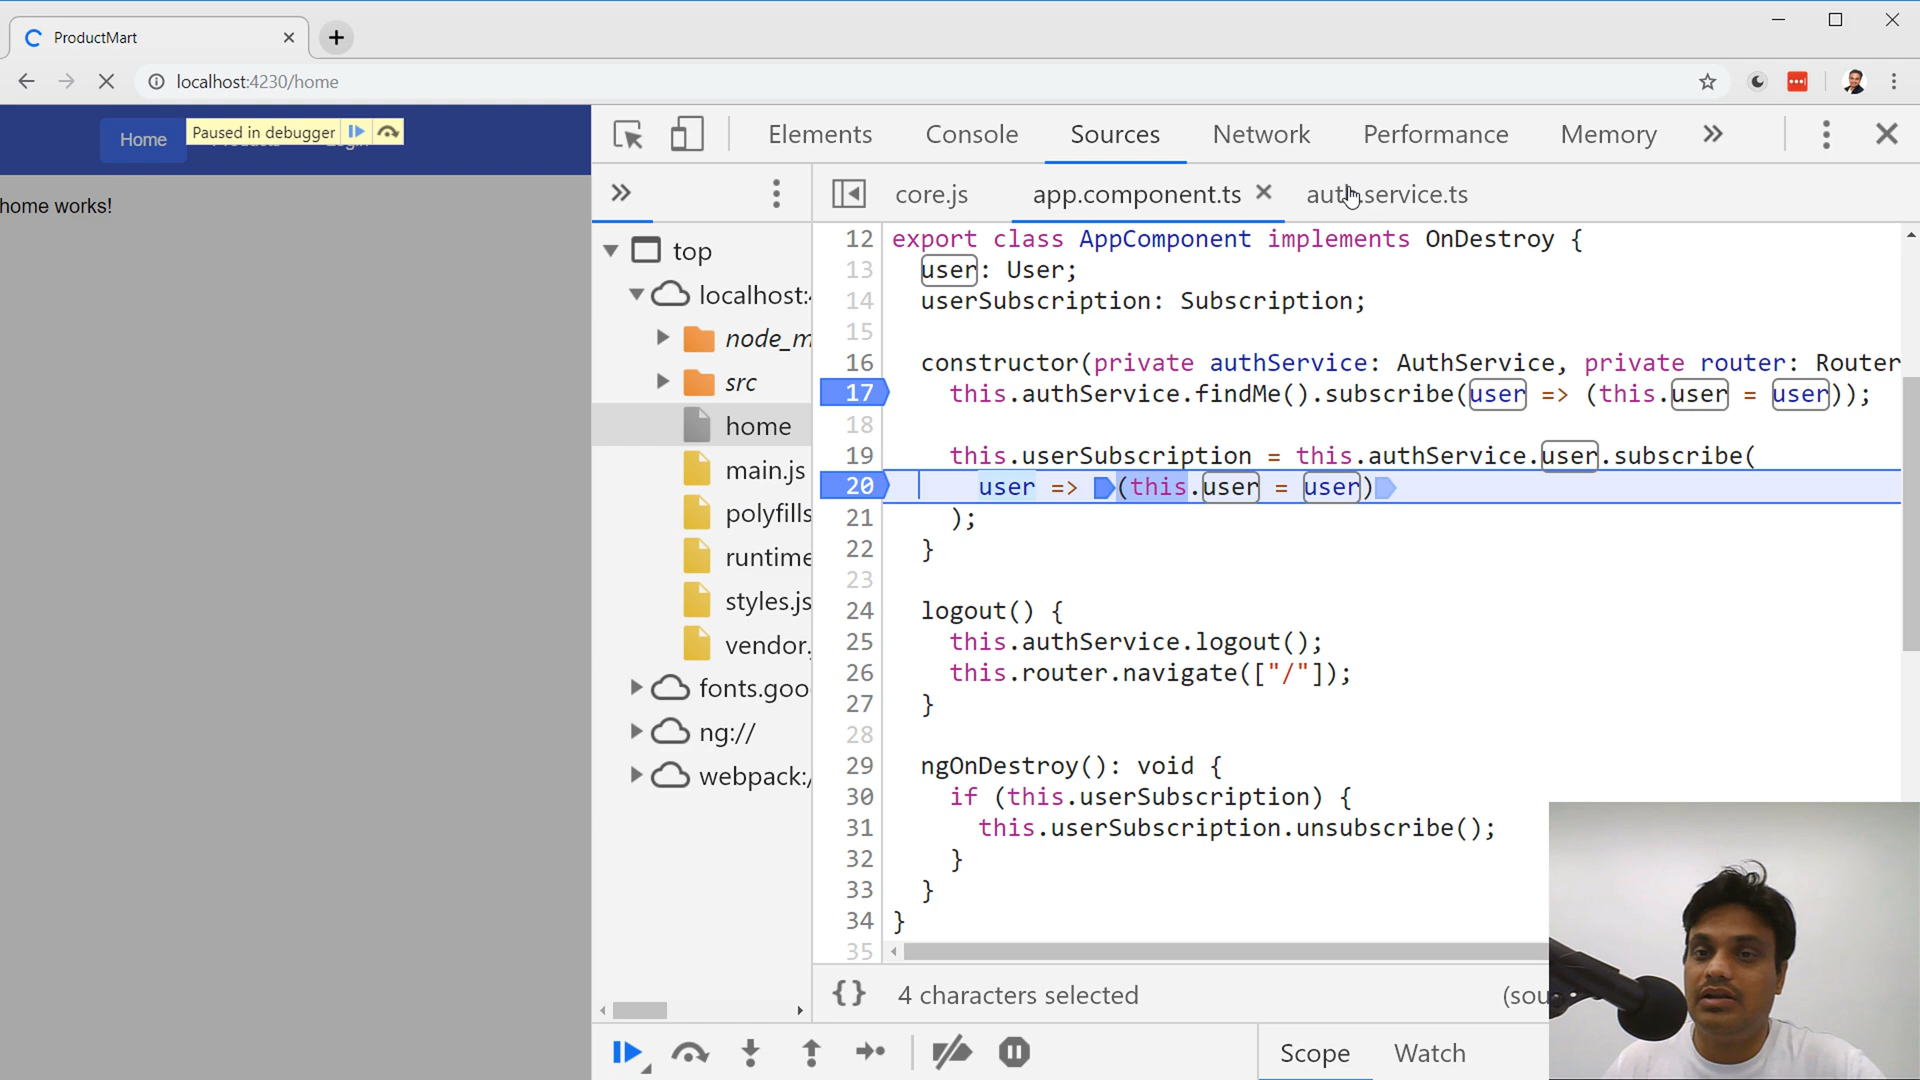 ProductMart
localhost:4230/home
Home
Paused in debugger
home works!
Elements Console Sources Network Performance Memory
core.js app.component.ts auth.service.ts
top
localhost:
node_m
src
home
main.js
polyfills
runtime
styles.js
vendor.
fonts.goo
ng://
webpack:/
12 export class AppComponent implements OnDestroy {
13 user: User;
14 userSubscription: Subscription;
15
16 constructor(private authService: AuthService, private router: Router
17 this.authService.findMe().subscribe(user => (this.user = user));
18
19 this.userSubscription = this.authService.user.subscribe(
20 user => (this.user = user)
21 );
22 }
23
24 logout() {
25 this.authService.logout();
26 this.router.navigate(["/"]);
27 }
28
29 ngOnDestroy(): void {
30 if (this.userSubscription) {
31 this.userSubscription.unsubscribe();
32 }
33 }
34 }
35
{} 4 characters selected
(sou
Scope Watch